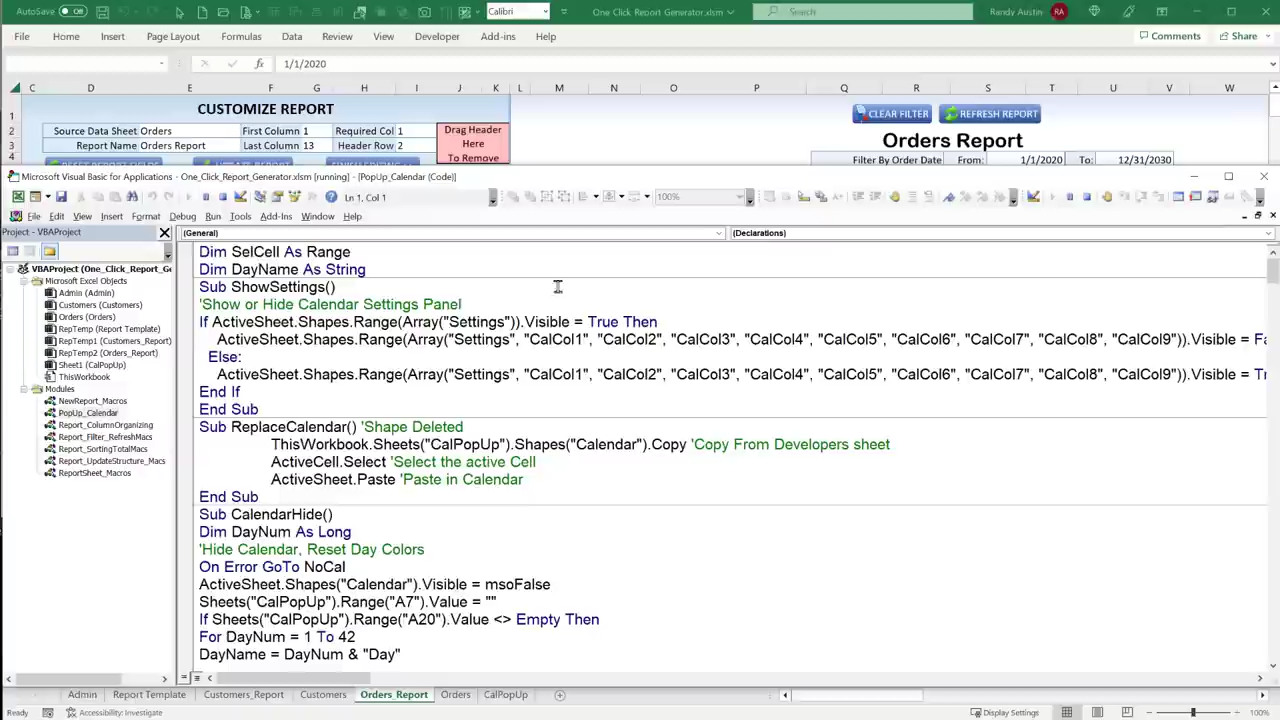 AutoSave Off
Calibri
One Click Report Generator.xlsm
Search
Randy Austin
RA
File Home Insert Page Layout Formulas Data Review View Developer Add-ins Help
Comments
Share
fx 1/1/2020
C D E F G H I J K L M N O P Q R S T U V W
1
CUSTOMIZE REPORT
CLEAR FILTER
REFRESH REPORT
2
Source Data Sheet Orders First Column 1 Required Col 1
Drag Header
Here
To Remove
Orders Report
3
Report Name Orders Report Last Column 13 Header Row 2
4
Filter By Order Date From: 1/1/2020 To: 12/31/2030
Microsoft Visual Basic for Applications - One_Click_Report_Generator.xlsm [running] - [PopUp_Calendar (Code)]
Ln 1, Col 1
100%
File Edit View Insert Format Debug Run Tools Add-Ins Window Help
Project - VBAProject
(General)
(Declarations)
VBAProject (One_Click_Report_Ge
Microsoft Excel Objects
Admin (Admin)
Customers (Customers)
Orders (Orders)
RepTemp (Report Template)
RepTemp1 (Customers_Report)
RepTemp2 (Orders_Report)
Sheet1 (CalPopUp)
ThisWorkbook
Modules
NewReport_Macros
PopUp_Calendar
Report_ColumnOrganizing
Report_Filter_RefreshMacs
Report_SortingTotalMacs
Report_UpdateStructure_Macs
ReportSheet_Macros
Dim SelCell As Range
Dim DayName As String
Sub ShowSettings()
'Show or Hide Calendar Settings Panel
If ActiveSheet.Shapes.Range(Array("Settings")).Visible = True Then
ActiveSheet.Shapes.Range(Array("Settings", "CalCol1", "CalCol2", "CalCol3", "CalCol4", "CalCol5", "CalCol6", "CalCol7", "CalCol8", "CalCol9")).Visible = Fa
Else:
ActiveSheet.Shapes.Range(Array("Settings", "CalCol1", "CalCol2", "CalCol3", "CalCol4", "CalCol5", "CalCol6", "CalCol7", "CalCol8", "CalCol9")).Visible = Tr
End If
End Sub
Sub ReplaceCalendar() 'Shape Deleted
ThisWorkbook.Sheets("CalPopUp").Shapes("Calendar").Copy 'Copy From Developers sheet
ActiveCell.Select 'Select the active Cell
ActiveSheet.Paste 'Paste in Calendar
End Sub
Sub CalendarHide()
Dim DayNum As Long
'Hide Calendar, Reset Day Colors
On Error GoTo NoCal
ActiveSheet.Shapes("Calendar").Visible = msoFalse
Sheets("CalPopUp").Range("A7").Value = ""
If Sheets("CalPopUp").Range("A20").Value <> Empty Then
For DayNum = 1 To 42
DayName = DayNum & "Day"
Admin Report Template Customers_Report Customers Orders_Report Orders CalPopUp
Ready
Accessibility: Investigate
Display Settings
100%